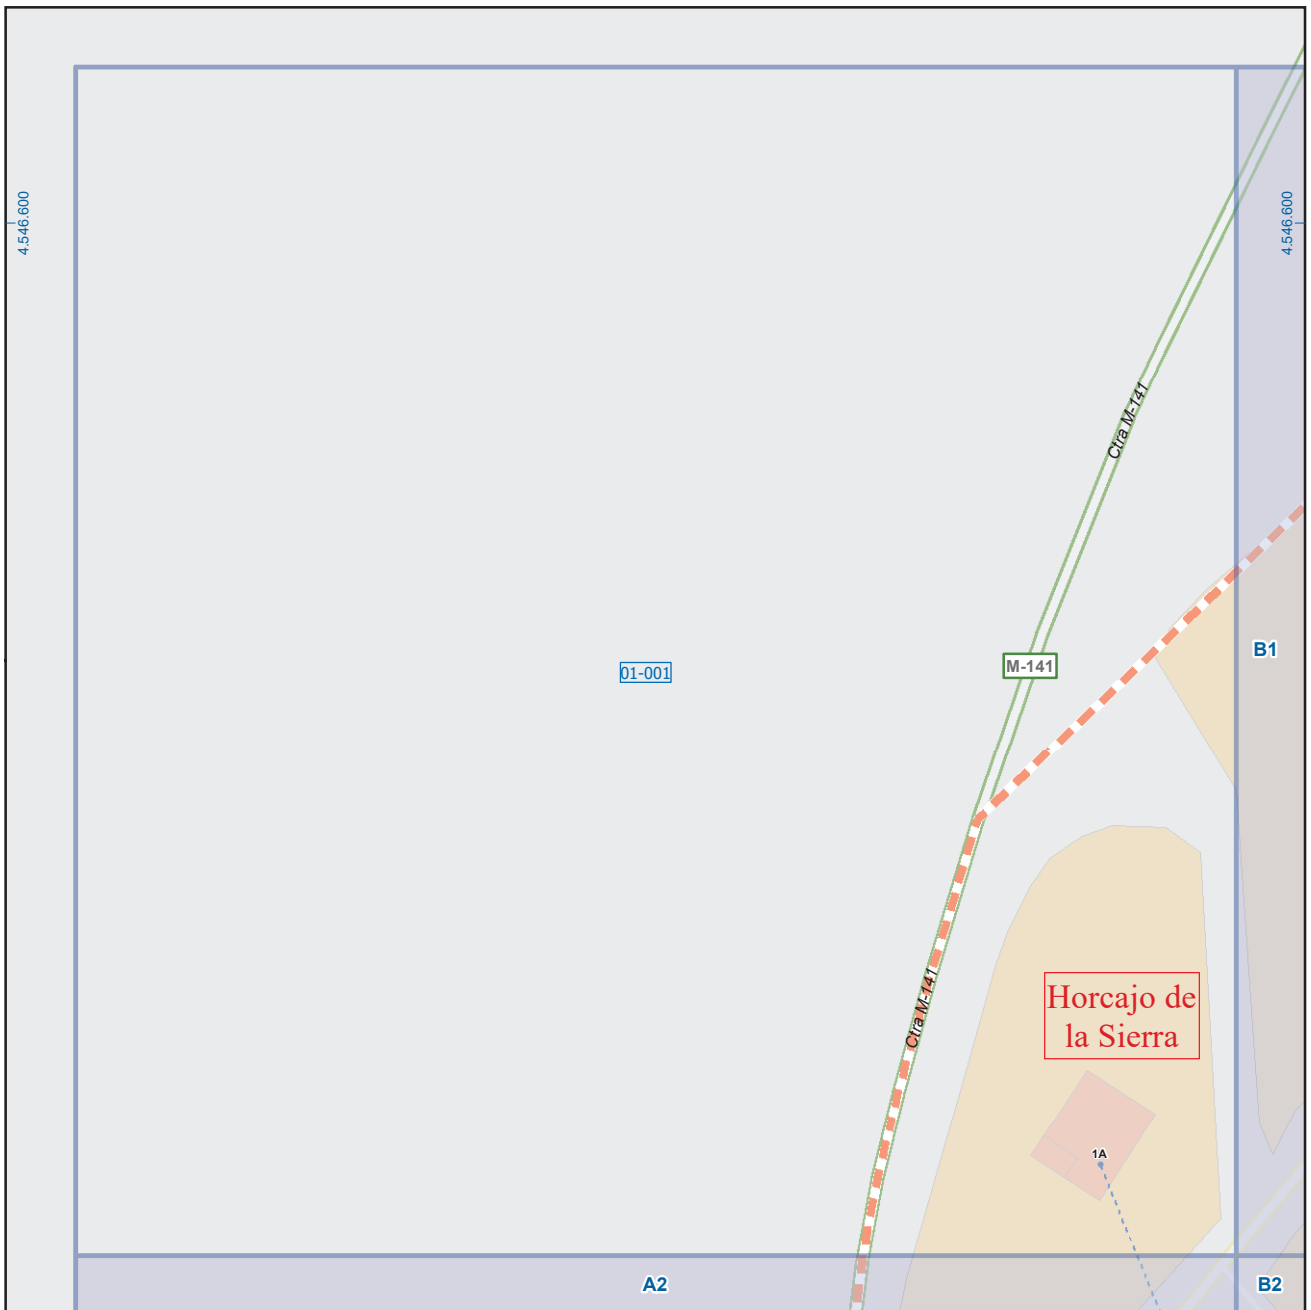 4.546.600
4.546.600
Ctra M-141
B1
M-141
01-001
Ctra M-141
Horcajo de
la Sierra
1A
A2
B2